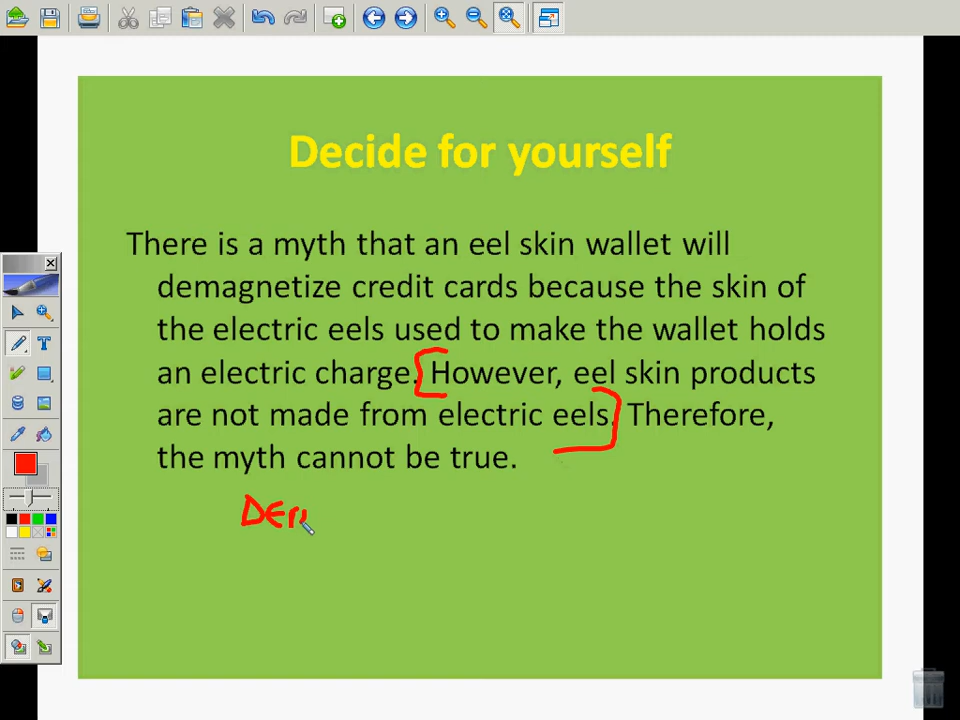 Decide for yourself
There is a myth that an eel skin wallet will
demagnetize credit cards because the skin of
the electric eels used to make the wallet holds
an electric charge. However, eel skin products
are not made from electric eels. Therefore,
the myth cannot be true.